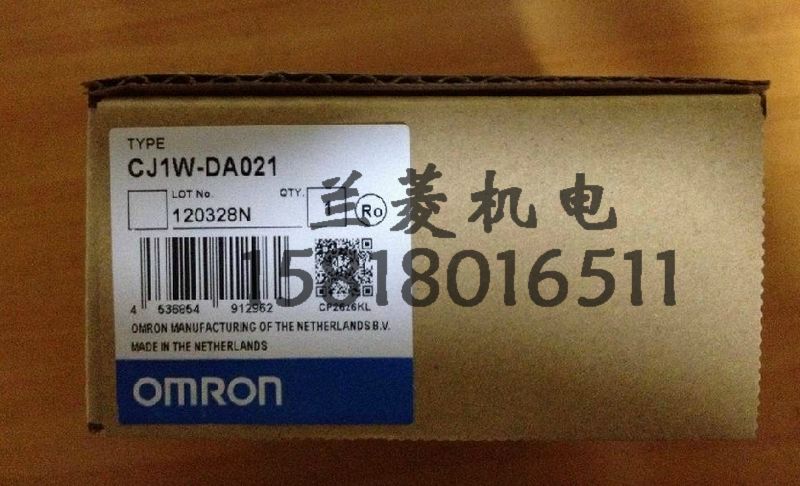 TYPE
CJ1W-DA021
LOT No. QTY.
120328N 1 Ro
兰菱机电
15818016511
4 536854 912962 CP2626KL
OMRON MANUFACTURING OF THE NETHERLANDS B.V.
MADE IN THE NETHERLANDS
OMRON